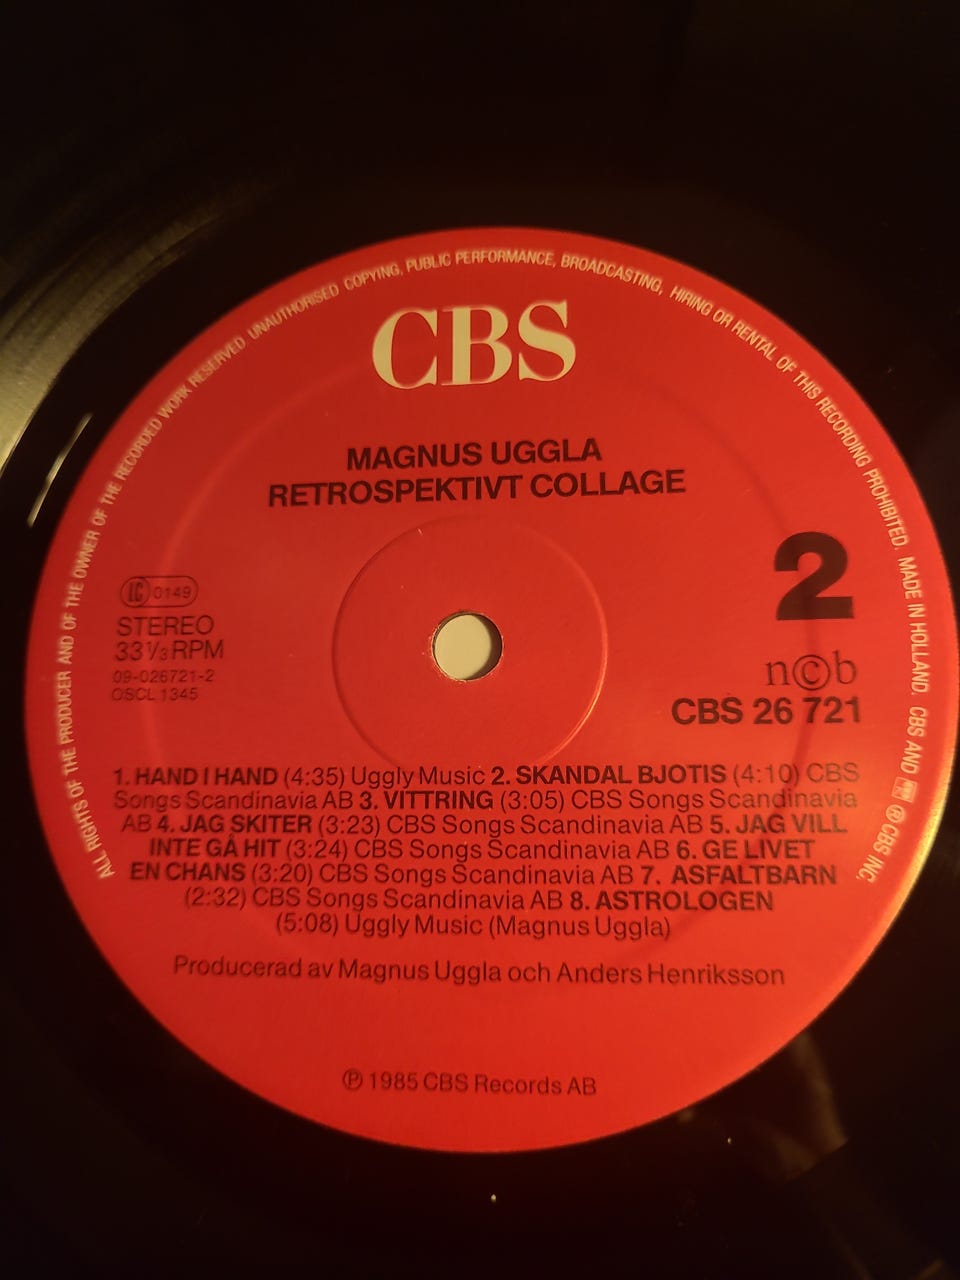 ALL RIGHTS OF THE PRODUCER AND OF THE OWNER OF THE RECORDED WORK RESERVED UNAUTHORISED COPYING, PUBLIC PERFORMANCE, BROADCASTING, HIRING OR RENTAL OF THIS RECORDING PROHIBITED. MADE IN HOLLAND. CBS AND ® CBS INC.
CBS
MAGNUS UGGLA
RETROSPEKTIVT COLLAGE
2
LC 0149
STEREO
33⅓ RPM
09-026721-2
OSCL 1345
n©b
CBS 26 721
1. HAND I HAND (4:35) Uggly Music 2. SKANDAL BJOTIS (4:10) CBS
Songs Scandinavia AB 3. VITTRING (3:05) CBS Songs Scandinavia
AB 4. JAG SKITER (3:23) CBS Songs Scandinavia AB 5. JAG VILL
INTE GÅ HIT (3:24) CBS Songs Scandinavia AB 6. GE LIVET
EN CHANS (3:20) CBS Songs Scandinavia AB 7. ASFALTBARN
(2:32) CBS Songs Scandinavia AB 8. ASTROLOGEN
(5:08) Uggly Music (Magnus Uggla)
Producerad av Magnus Uggla och Anders Henriksson
℗ 1985 CBS Records AB